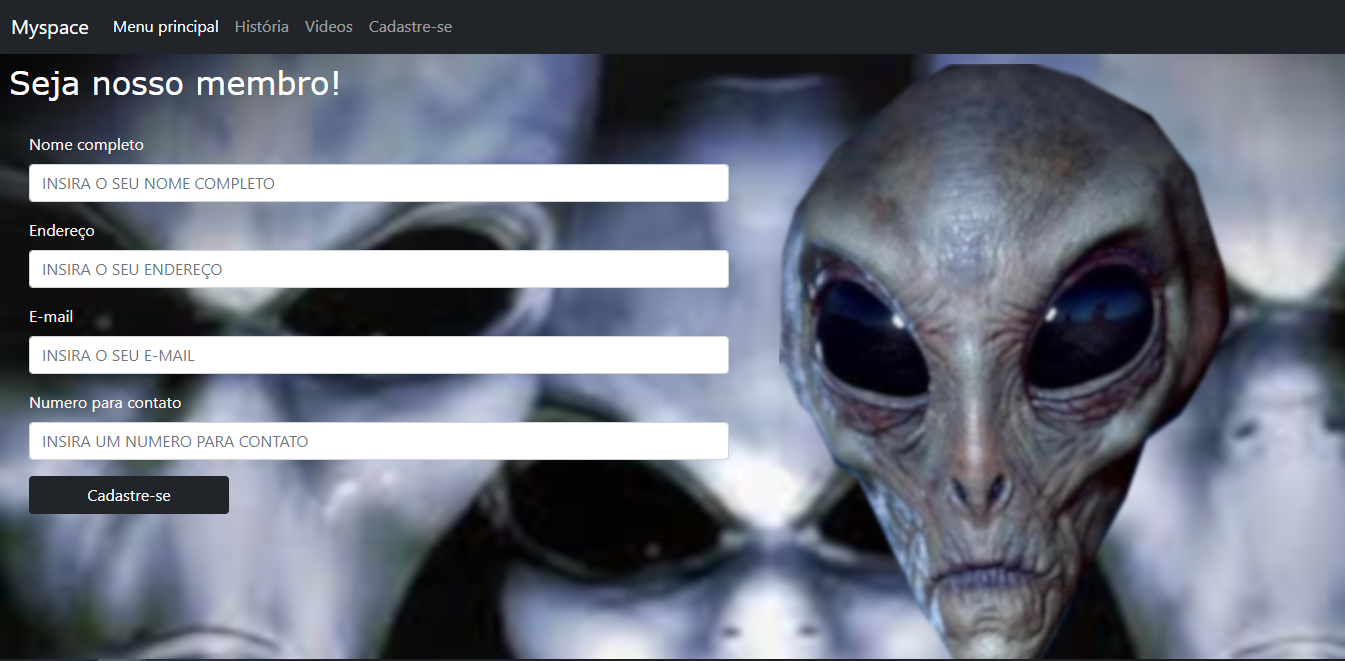 Myspace Menu principal História Videos Cadastre-se
Seja nosso membro!
Nome completo
INSIRA O SEU NOME COMPLETO
Endereço
INSIRA O SEU ENDEREÇO
E-mail
INSIRA O SEU E-MAIL
Numero para contato
INSIRA UM NUMERO PARA CONTATO
Cadastre-se